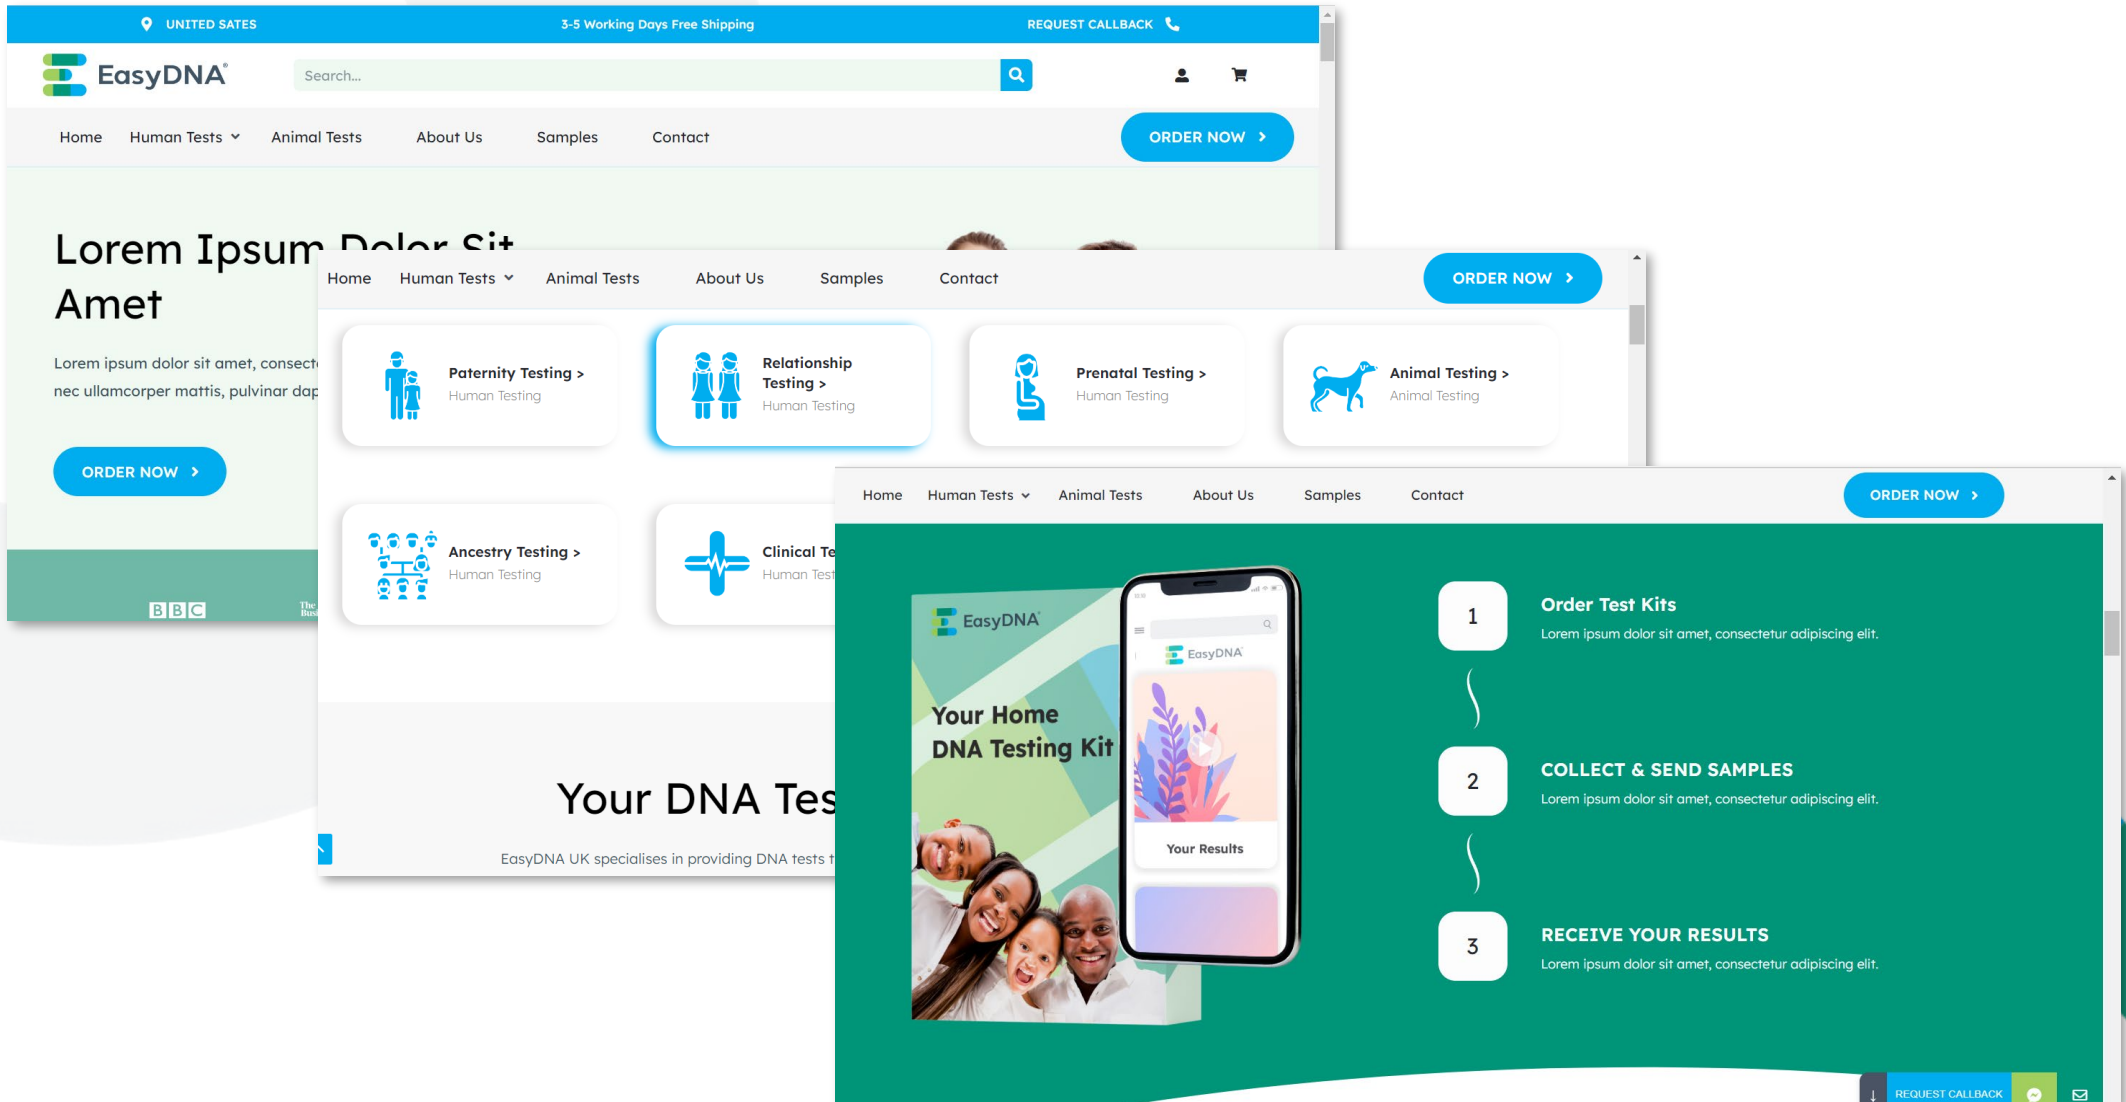 UNITED SATES
3-5 Working Days Free Shipping
REQUEST CALLBACK
EasyDNA®
Search...
Home Human Tests Animal Tests About Us Samples Contact
ORDER NOW >
Lorem Ipsum Dolor Sit
Amet
Lorem ipsum dolor sit amet,
nec ullamcorper mattis, pulvinar
ORDER NOW >
BBC
The
Home Human Tests Animal Tests About Us Samples Contact
ORDER NOW >
Paternity Testing >
Human Testing
Relationship
Testing >
Human Testing
Prenatal Testing >
Human Testing
Animal Testing >
Animal Testing
Ancestry Testing >
Human Testing
Clinical
Human
Your DNA
EasyDNA UK specialises in providing DNA tests
Home Human Tests Animal Tests About Us Samples Contact
ORDER NOW >
EasyDNA
Your Home
DNA Testing Kit
EasyDNA
Your Results
1
Order Test Kits
Lorem ipsum dolor sit amet, consectetur adipiscing elit.
2
COLLECT & SEND SAMPLES
Lorem ipsum dolor sit amet, consectetur adipiscing elit.
3
RECEIVE YOUR RESULTS
Lorem ipsum dolor sit amet, consectetur adipiscing elit.
REQUEST CALLBACK